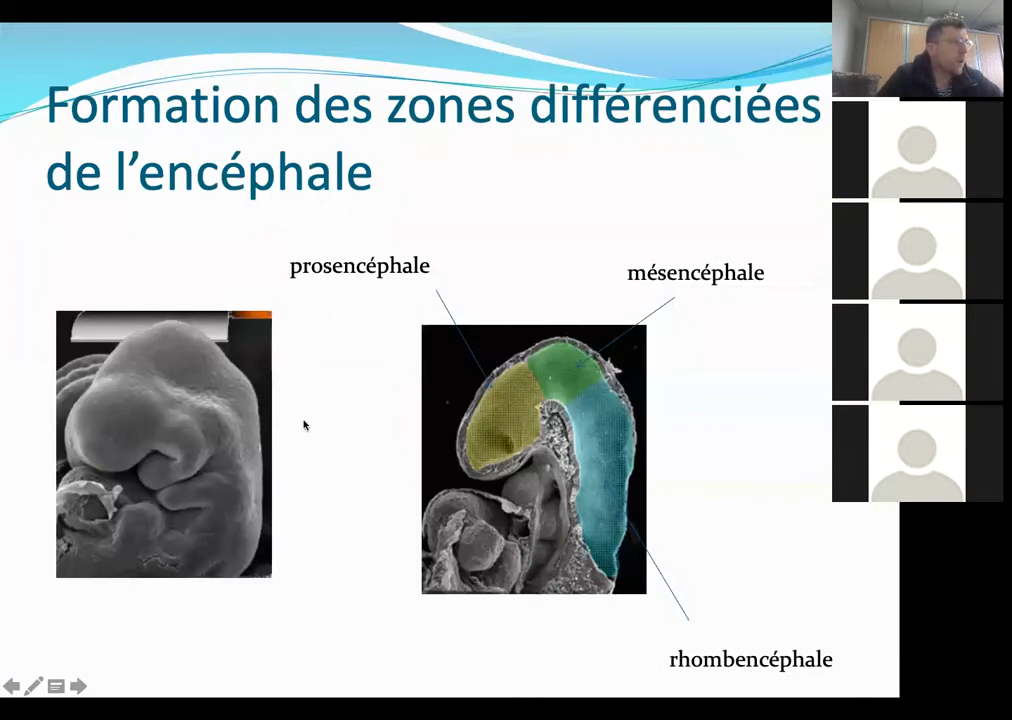 Formation des zones différenciées
de l’encéphale
prosencéphale
mésencéphale
rhombencéphale